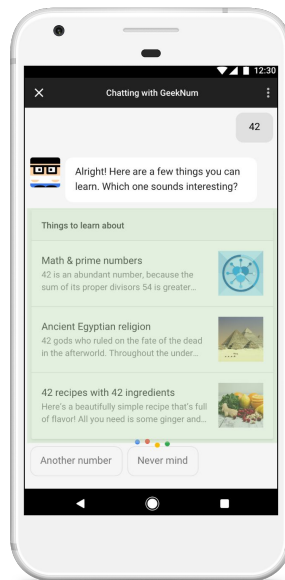 12:30
Chatting with GeekNum
42
Alright! Here are a few things you can
learn. Which one sounds interesting?
Things to learn about
Math & prime numbers
42 is an abundant number, because the
sum of its proper divisors 54 is greater...
Ancient Egyptian religion
42 gods who ruled on the fate of the dead
in the afterworld. Throughout the under...
42 recipes with 42 ingredients
Here's a beautifully simple recipe that's full
of flavor! All you need is some ginger and...
Another number
Never mind